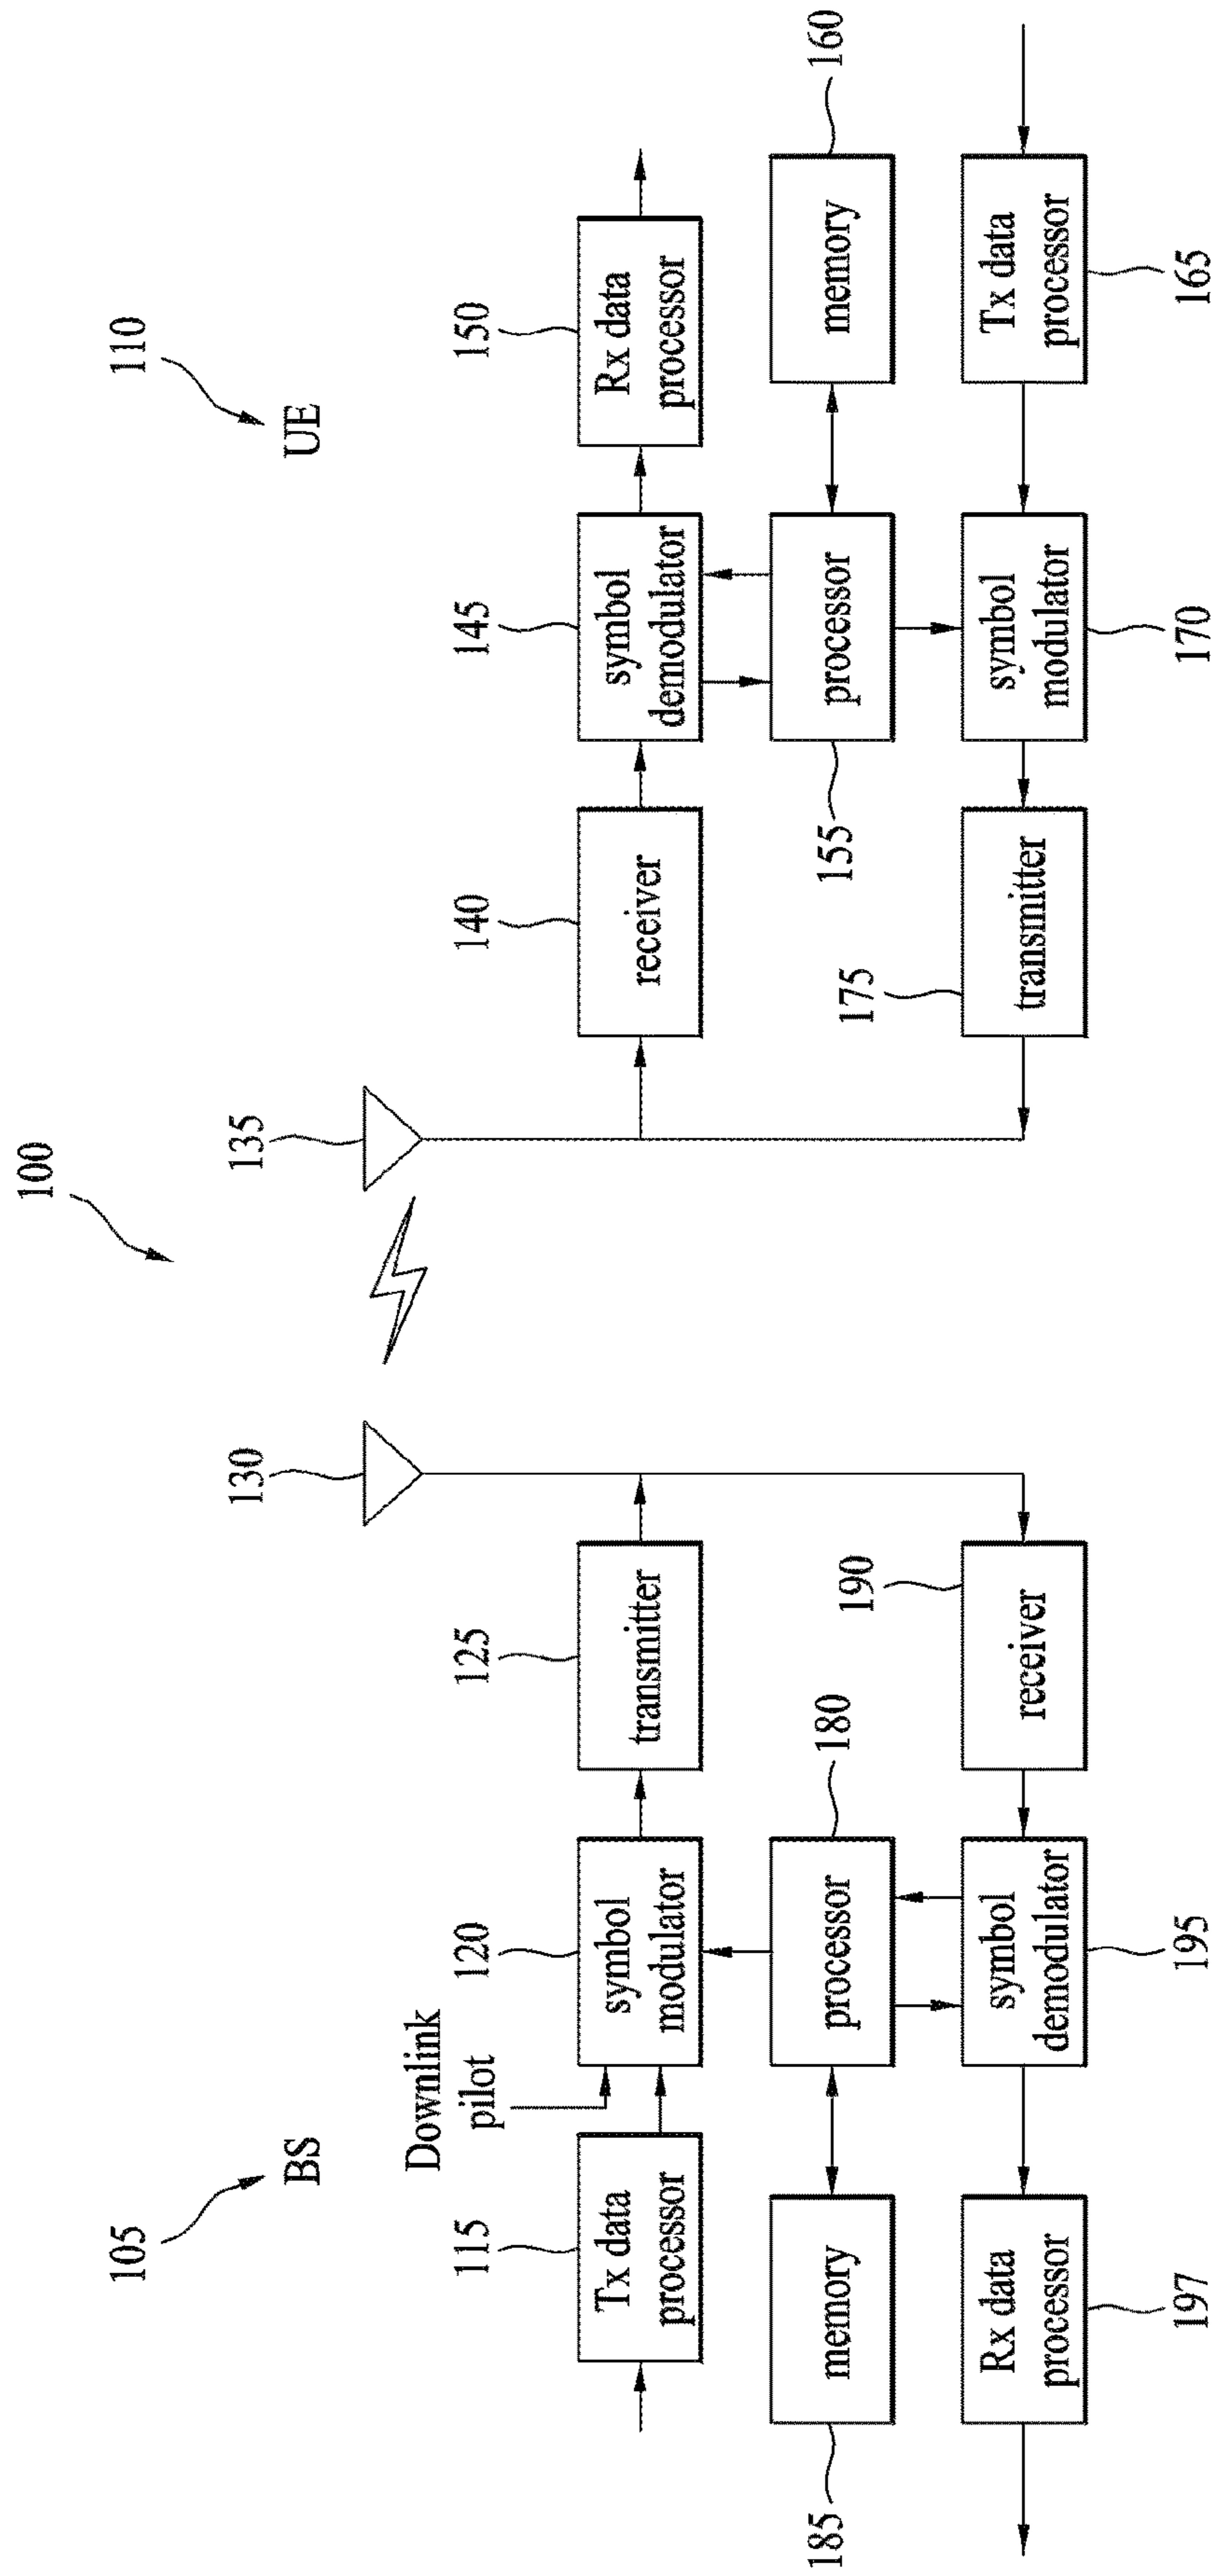 100
105
BS
110
UE
130
135
Downlink
pilot
115
120
125
140
145
150
Tx data
processor
symbol
modulator
transmitter
receiver
symbol
demodulator
Rx data
processor
180
160
memory
processor
processor
memory
185
155
190
175
Rx data
processor
symbol
demodulator
receiver
transmitter
symbol
modulator
Tx data
processor
197
195
170
165